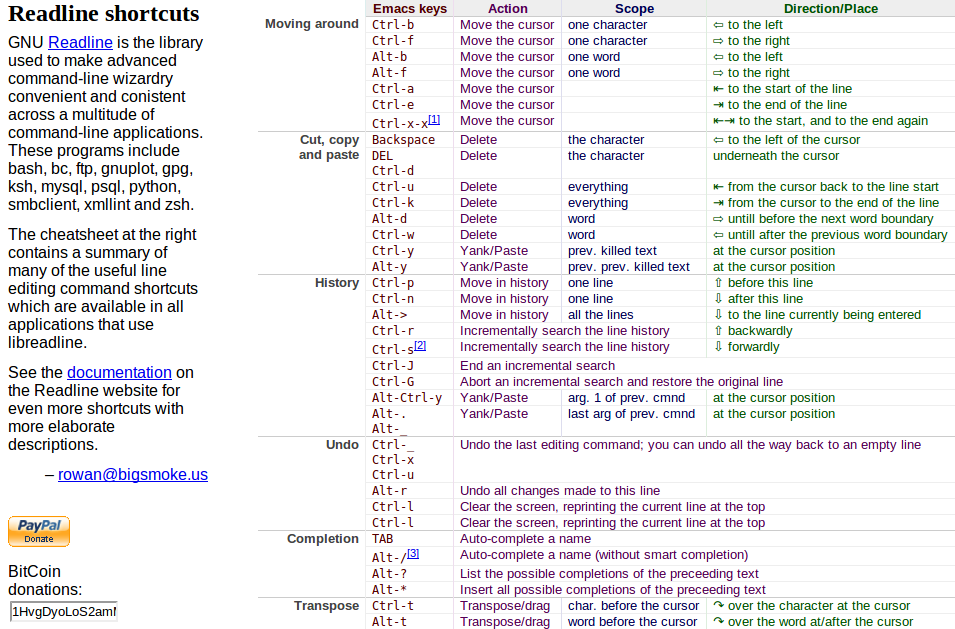 Readline shortcuts
GNU Readline is the library
used to make advanced
command-line wizardry
convenient and conistent
across a multitude of
command-line applications.
These programs include
bash, bc, ftp, gnuplot, gpg,
ksh, mysql, psql, python,
smbclient, xmllint and zsh.
The cheatsheet at the right
contains a summary of
many of the useful line
editing command shortcuts
which are available in all
applications that use
libreadline.
See the documentation on
the Readline website for
even more shortcuts with
more elaborate
descriptions.
– rowan@bigsmoke.us
PayPal
Donate
BitCoin
donations:
1HvgDyoLoS2am
Emacs keys Action Scope Direction/Place
Moving around Ctrl-b Move the cursor one character ⇦ to the left
Ctrl-f Move the cursor one character ⇨ to the right
Alt-b Move the cursor one word ⇦ to the left
Alt-f Move the cursor one word ⇨ to the right
Ctrl-a Move the cursor ⇤ to the start of the line
Ctrl-e Move the cursor ⇥ to the end of the line
Ctrl-x-x[1] Move the cursor ⇤⇥ to the start, and to the end again
Cut, copy Backspace Delete the character ⇦ to the left of the cursor
and paste DEL Delete the character underneath the cursor
Ctrl-d
Ctrl-u Delete everything ⇤ from the cursor back to the line start
Ctrl-k Delete everything ⇥ from the cursor to the end of the line
Alt-d Delete word ⇨ untill before the next word boundary
Ctrl-w Delete word ⇦ untill after the previous word boundary
Ctrl-y Yank/Paste prev. killed text at the cursor position
Alt-y Yank/Paste prev. prev. killed text at the cursor position
History Ctrl-p Move in history one line ⇧ before this line
Ctrl-n Move in history one line ⇩ after this line
Alt-> Move in history all the lines ⇩ to the line currently being entered
Ctrl-r Incrementally search the line history ⇧ backwardly
Ctrl-s[2] Incrementally search the line history ⇩ forwardly
Ctrl-J End an incremental search
Ctrl-G Abort an incremental search and restore the original line
Alt-Ctrl-y Yank/Paste arg. 1 of prev. cmnd at the cursor position
Alt-. Yank/Paste last arg of prev. cmnd at the cursor position
Alt-_
Undo Ctrl-_ Undo the last editing command; you can undo all the way back to an empty line
Ctrl-x
Ctrl-u
Alt-r Undo all changes made to this line
Ctrl-l Clear the screen, reprinting the current line at the top
Ctrl-l Clear the screen, reprinting the current line at the top
Completion TAB Auto-complete a name
Alt-/[3] Auto-complete a name (without smart completion)
Alt-? List the possible completions of the preceeding text
Alt-* Insert all possible completions of the preceeding text
Transpose Ctrl-t Transpose/drag char. before the cursor ↷ over the character at the cursor
Alt-t Transpose/drag word before the cursor ↷ over the word at/after the cursor